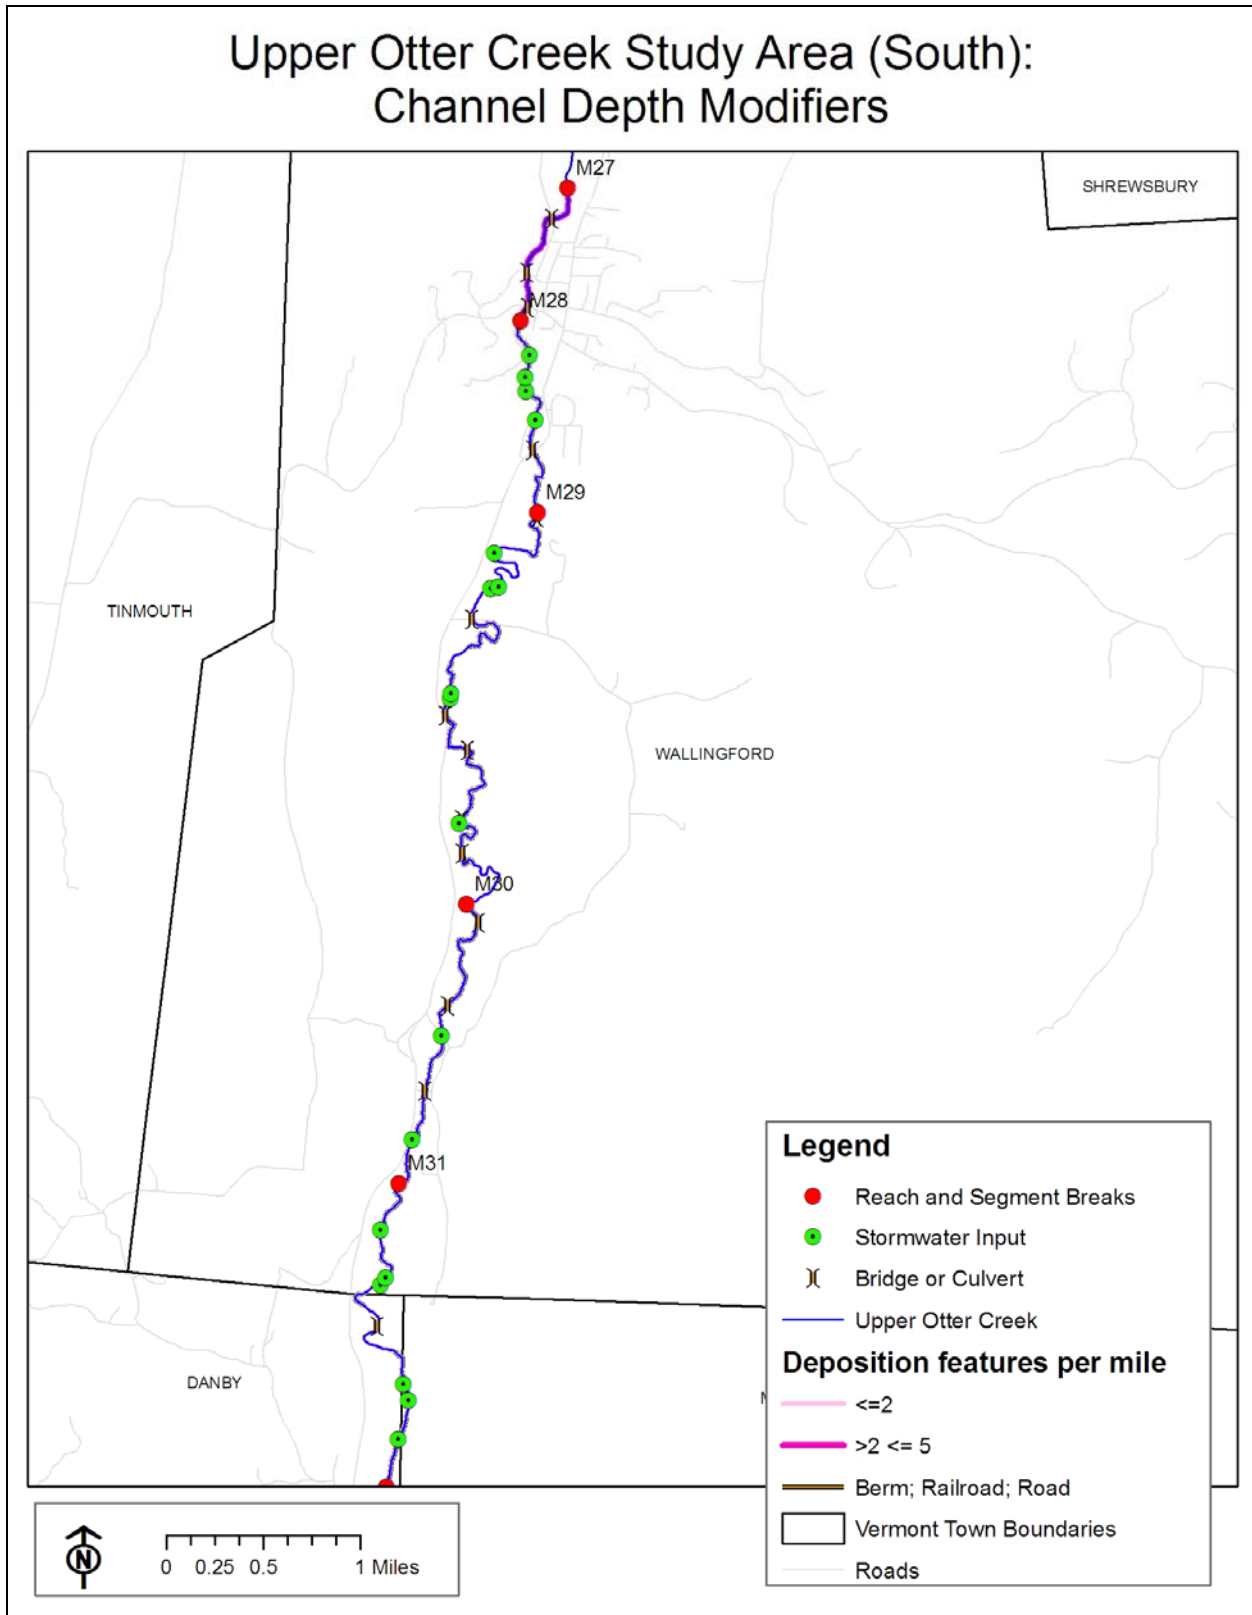 Upper Otter Creek Study Area (South):
Channel Depth Modifiers
M27
SHREWSBURY
M28
M29
TINMOUTH
WALLINGFORD
M30
M31
DANBY
Legend
Reach and Segment Breaks
Stormwater Input
Bridge or Culvert
Upper Otter Creek
Deposition features per mile
<=2
>2 <= 5
Berm; Railroad; Road
Vermont Town Boundaries
Roads
N
0 0.25 0.5 1 Miles